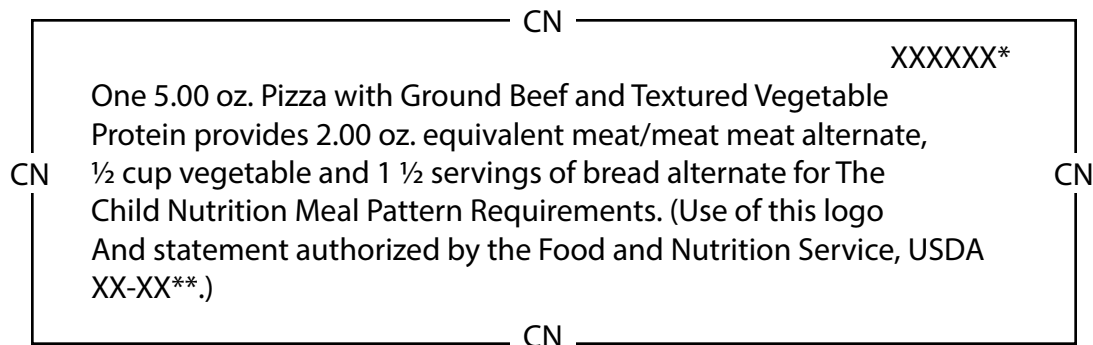 CN
XXXXXX*
One 5.00 oz. Pizza with Ground Beef and Textured Vegetable
Protein provides 2.00 oz. equivalent meat/meat meat alternate,
CN ½ cup vegetable and 1 ½ servings of bread alternate for The CN
Child Nutrition Meal Pattern Requirements. (Use of this logo
And statement authorized by the Food and Nutrition Service, USDA
XX-XX**.)
CN